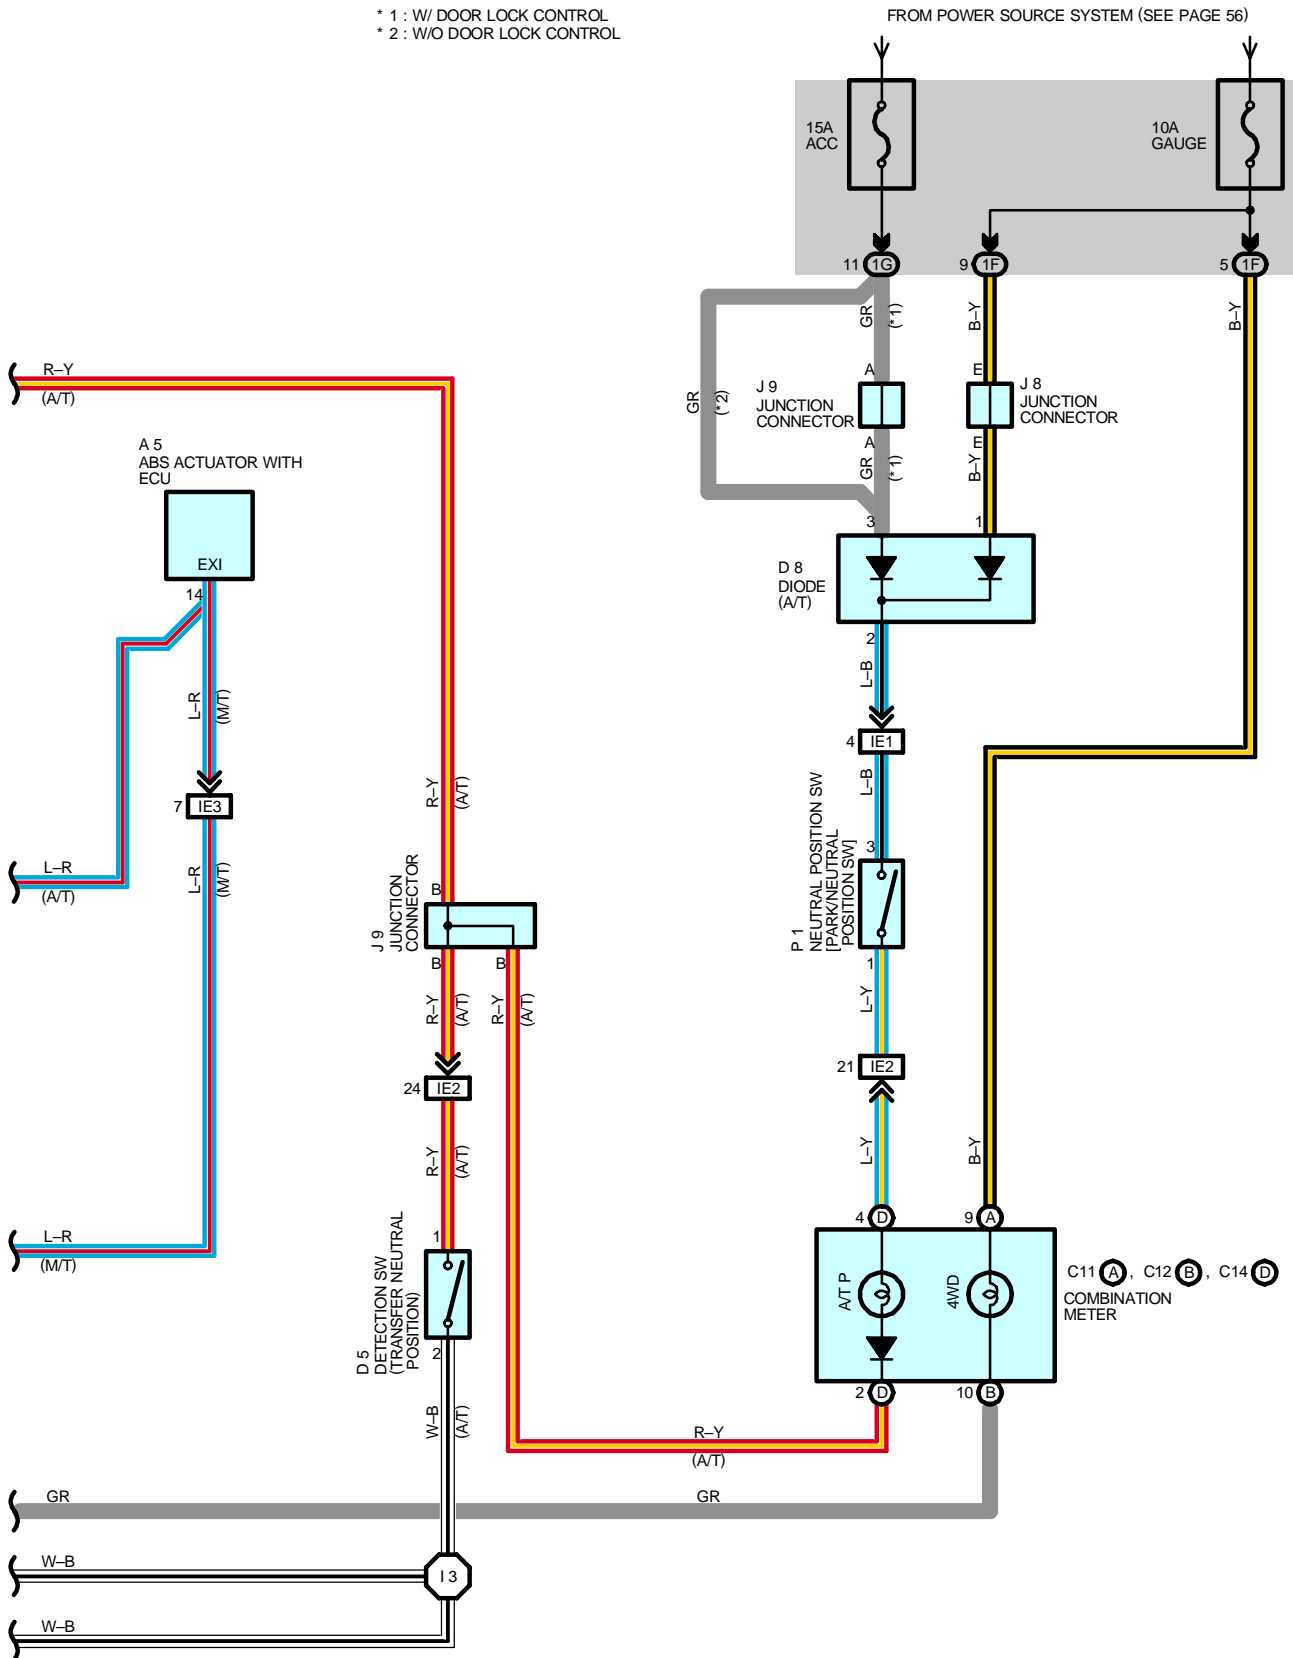 * 1 : W/ DOOR LOCK CONTROL
* 2 : W/O DOOR LOCK CONTROL
FROM POWER SOURCE SYSTEM (SEE PAGE 56)
15A
ACC
10A
GAUGE
11 1G
9 1F
5 1F
GR
(*1)
B–Y
B–Y
GR
(*2)
A
J 9
JUNCTION
CONNECTOR
A
E
J 8
JUNCTION
CONNECTOR
E
GR
(*1)
B–Y
3
1
D 8
DIODE
(A/T)
2
L–B
4 IE1
L–B
3
P 1
NEUTRAL POSITION SW
[PARK/NEUTRAL
POSITION SW]
1
L–Y
21 IE2
L–Y
B–Y
4 D
9 A
A/T P
4WD
C11 A , C12 B , C14 D
COMBINATION
METER
2 D
10 B
R–Y
(A/T)
A 5
ABS ACTUATOR WITH
ECU
EXI
14
L–R
(M/T)
7 IE3
L–R
(M/T)
L–R
(A/T)
L–R
(M/T)
R–Y
(A/T)
B
J 9
JUNCTION
CONNECTOR
B
B
R–Y
(A/T)
R–Y
(A/T)
24 IE2
R–Y
(A/T)
1
D 5
DETECTION SW
(TRANSFER NEUTRAL
POSITION)
2
W–B
(A/T)
R–Y
(A/T)
GR
GR
W–B
I 3
W–B